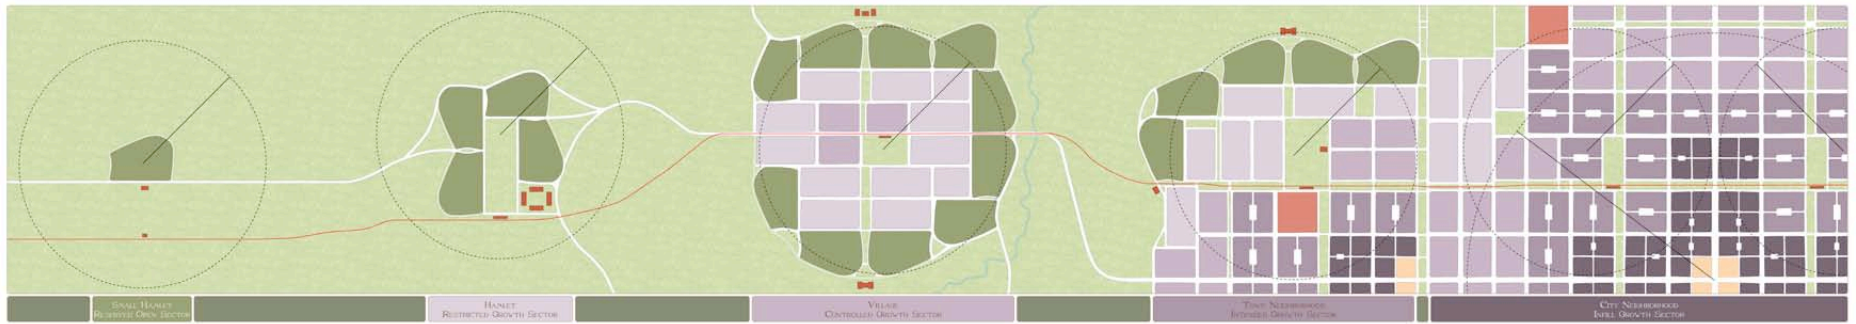 Small Hamlet
Reserved Open Sector
Hamlet
Restricted Growth Sector
Village
Controlled Growth Sector
Town Neighborhood
Intended Growth Sector
City Neighborhood
Infill Growth Sector